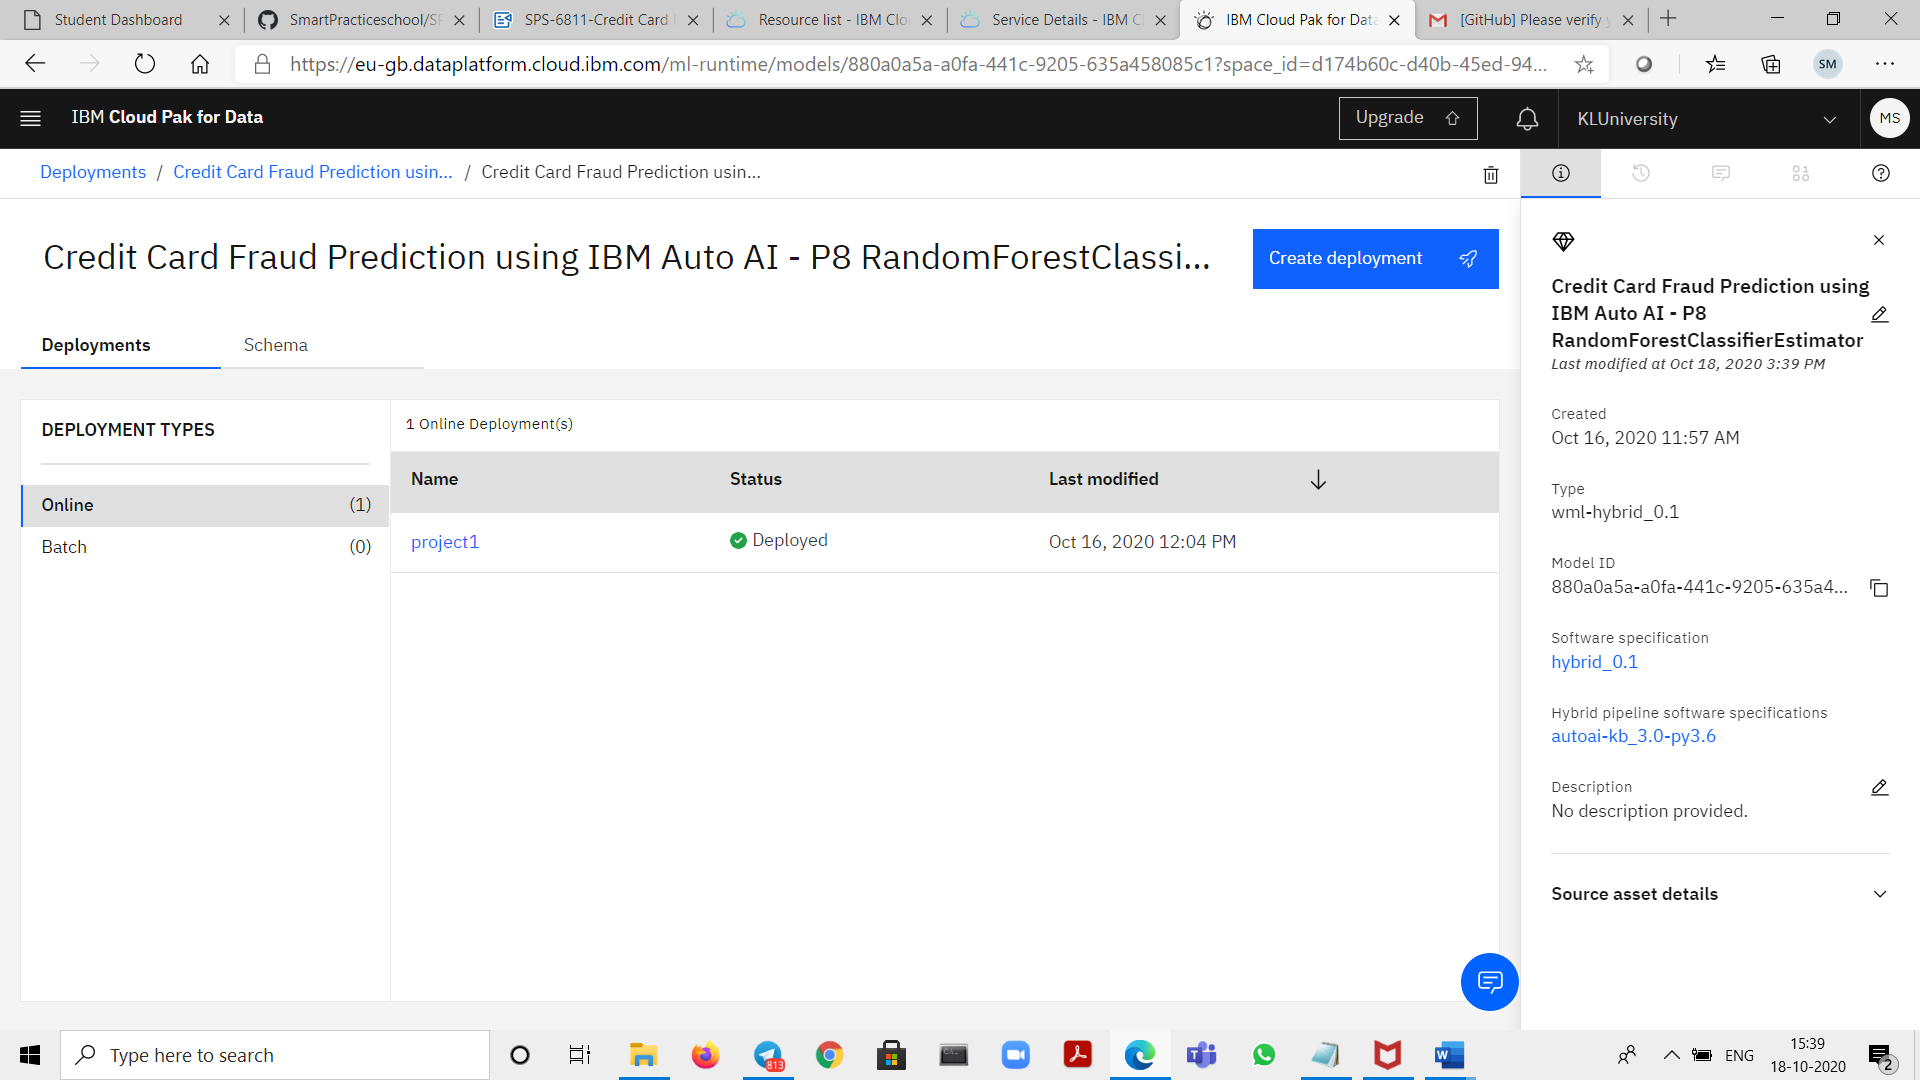 Student Dashboard
SmartPracticeschool/SP
SPS-6811-Credit Card
Resource list - IBM Clo
Service Details - IBM C
IBM Cloud Pak for Data
[GitHub] Please verify y
https://eu-gb.dataplatform.cloud.ibm.com/ml-runtime/models/880a0a5a-a0fa-441c-9205-635a458085c1?space_id=d174b60c-d40b-45ed-94...
SM
IBM Cloud Pak for Data
Upgrade
KLUniversity
MS
Deployments / Credit Card Fraud Prediction usin... / Credit Card Fraud Prediction usin...
Credit Card Fraud Prediction using IBM Auto AI - P8 RandomForestClassi...
Create deployment
Deployments
Schema
DEPLOYMENT TYPES
Online (1)
Batch (0)
1 Online Deployment(s)
Name Status Last modified
project1 Deployed Oct 16, 2020 12:04 PM
Credit Card Fraud Prediction using
IBM Auto AI - P8
RandomForestClassifierEstimator
Last modified at Oct 18, 2020 3:39 PM
Created
Oct 16, 2020 11:57 AM
Type
wml-hybrid_0.1
Model ID
880a0a5a-a0fa-441c-9205-635a4...
Software specification
hybrid_0.1
Hybrid pipeline software specifications
autoai-kb_3.0-py3.6
Description
No description provided.
Source asset details
Type here to search
813
ENG
15:39
18-10-2020
2